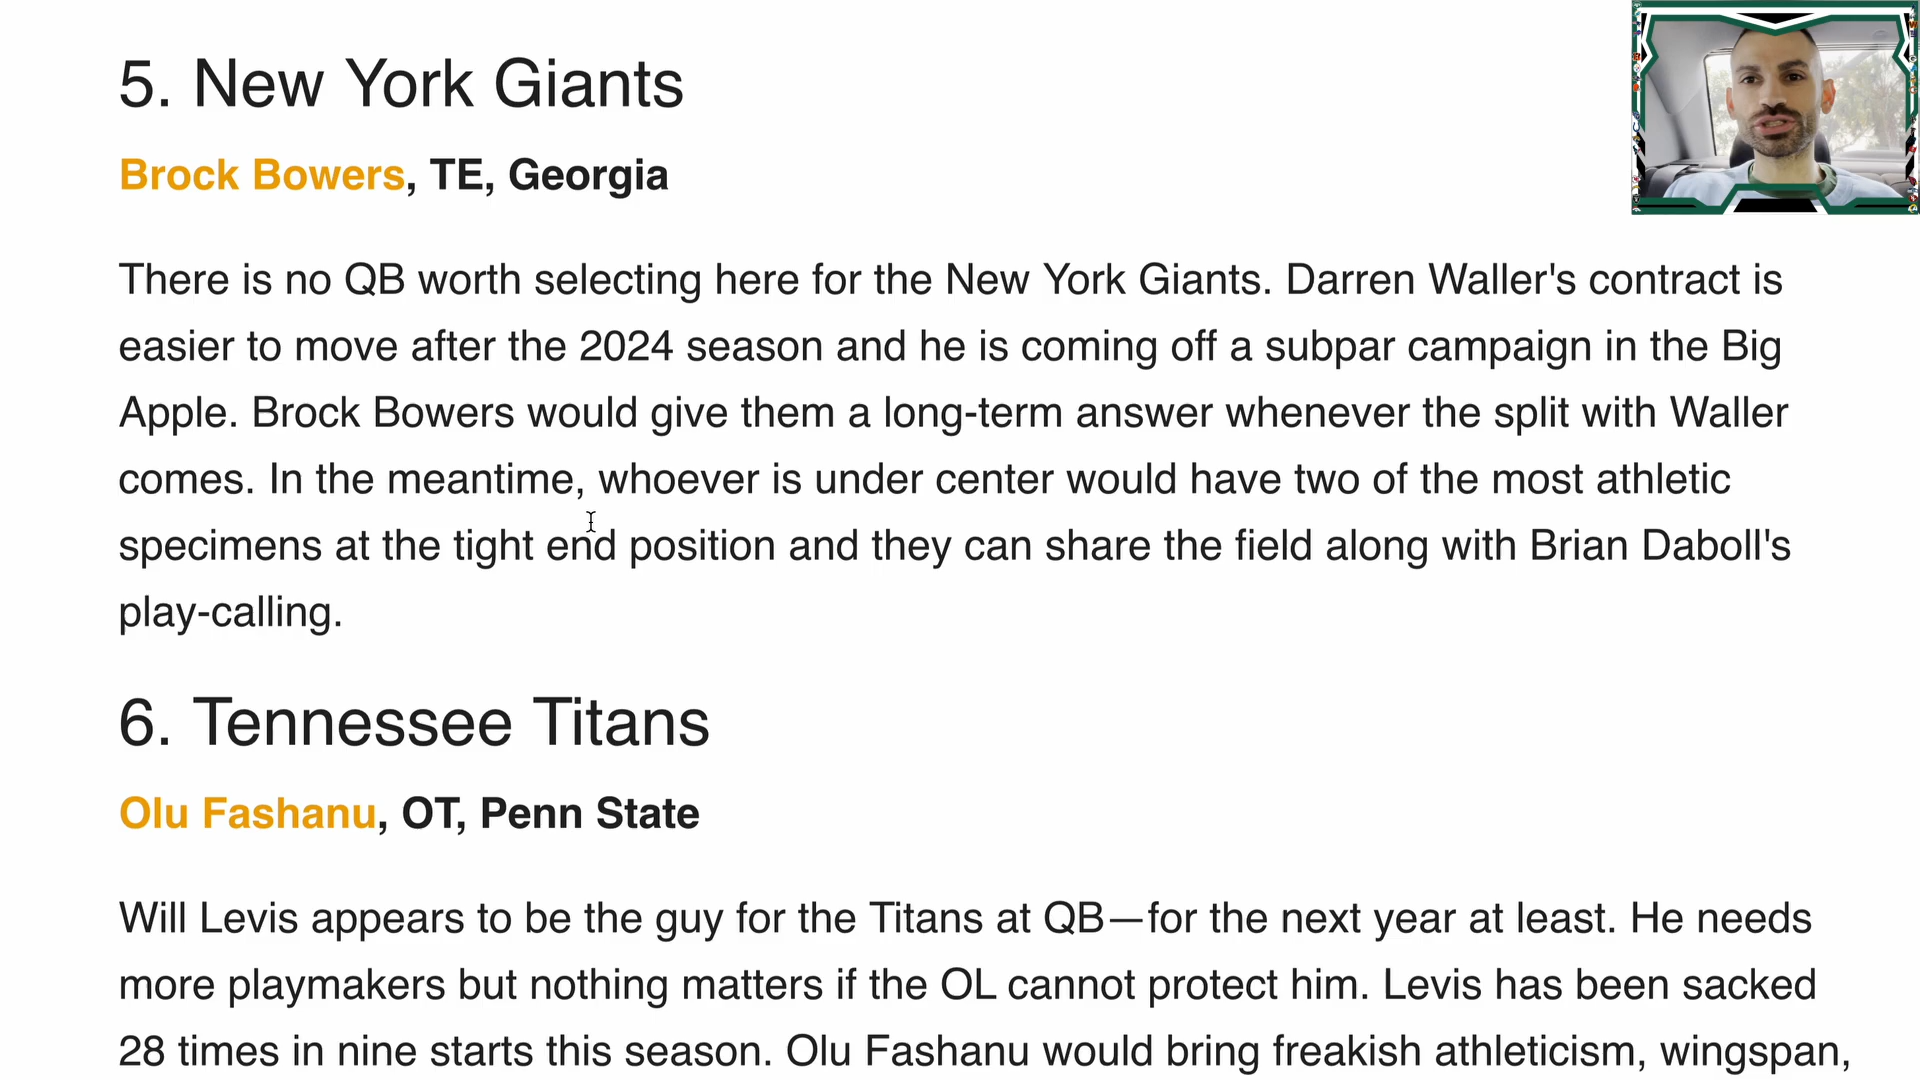 5. New York Giants
Brock Bowers, TE, Georgia
There is no QB worth selecting here for the New York Giants. Darren Waller's contract is
easier to move after the 2024 season and he is coming off a subpar campaign in the Big
Apple. Brock Bowers would give them a long-term answer whenever the split with Waller
comes. In the meantime, whoever is under center would have two of the most athletic
specimens at the tight end position and they can share the field along with Brian Daboll's
play-calling.
6. Tennessee Titans
Olu Fashanu, OT, Penn State
Will Levis appears to be the guy for the Titans at QB—for the next year at least. He needs
more playmakers but nothing matters if the OL cannot protect him. Levis has been sacked
28 times in nine starts this season. Olu Fashanu would bring freakish athleticism, wingspan,